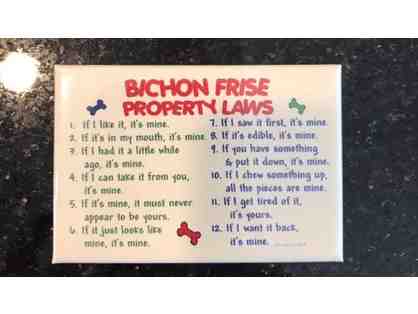 BICHON FRISE
PROPERTY LAWS
1. If I like it, it's mine.
2. If it's in my mouth, it's mine.
3. If I had it a little while
ago, it's mine.
4. If I can take it from you,
it's mine.
5. If it's mine, it must never
appear to be yours.
6. If it just looks like
mine, it's mine.
7. If I saw it first, it's mine.
8. If it's edible, it's mine.
9. If you have something
& put it down, it's mine.
10. If I chew something up,
all the pieces are mine.
11. If I get tired of it,
it's yours.
12. If I want it back,
it's mine.